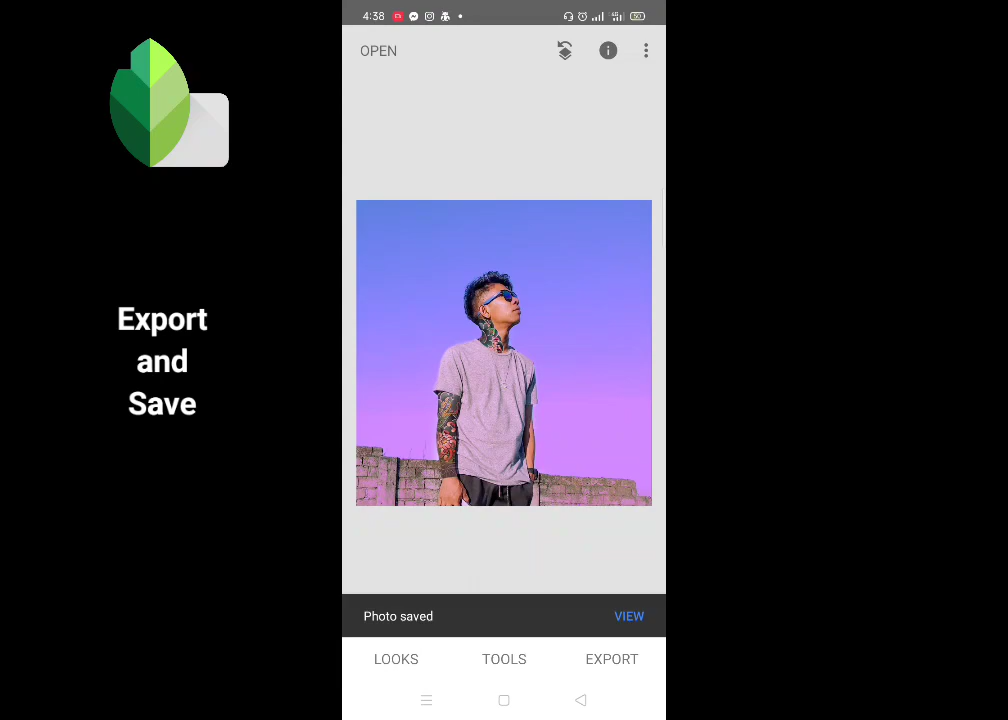 4:38
OPEN
Export
and
Save
Photo saved
VIEW
LOOKS
TOOLS
EXPORT